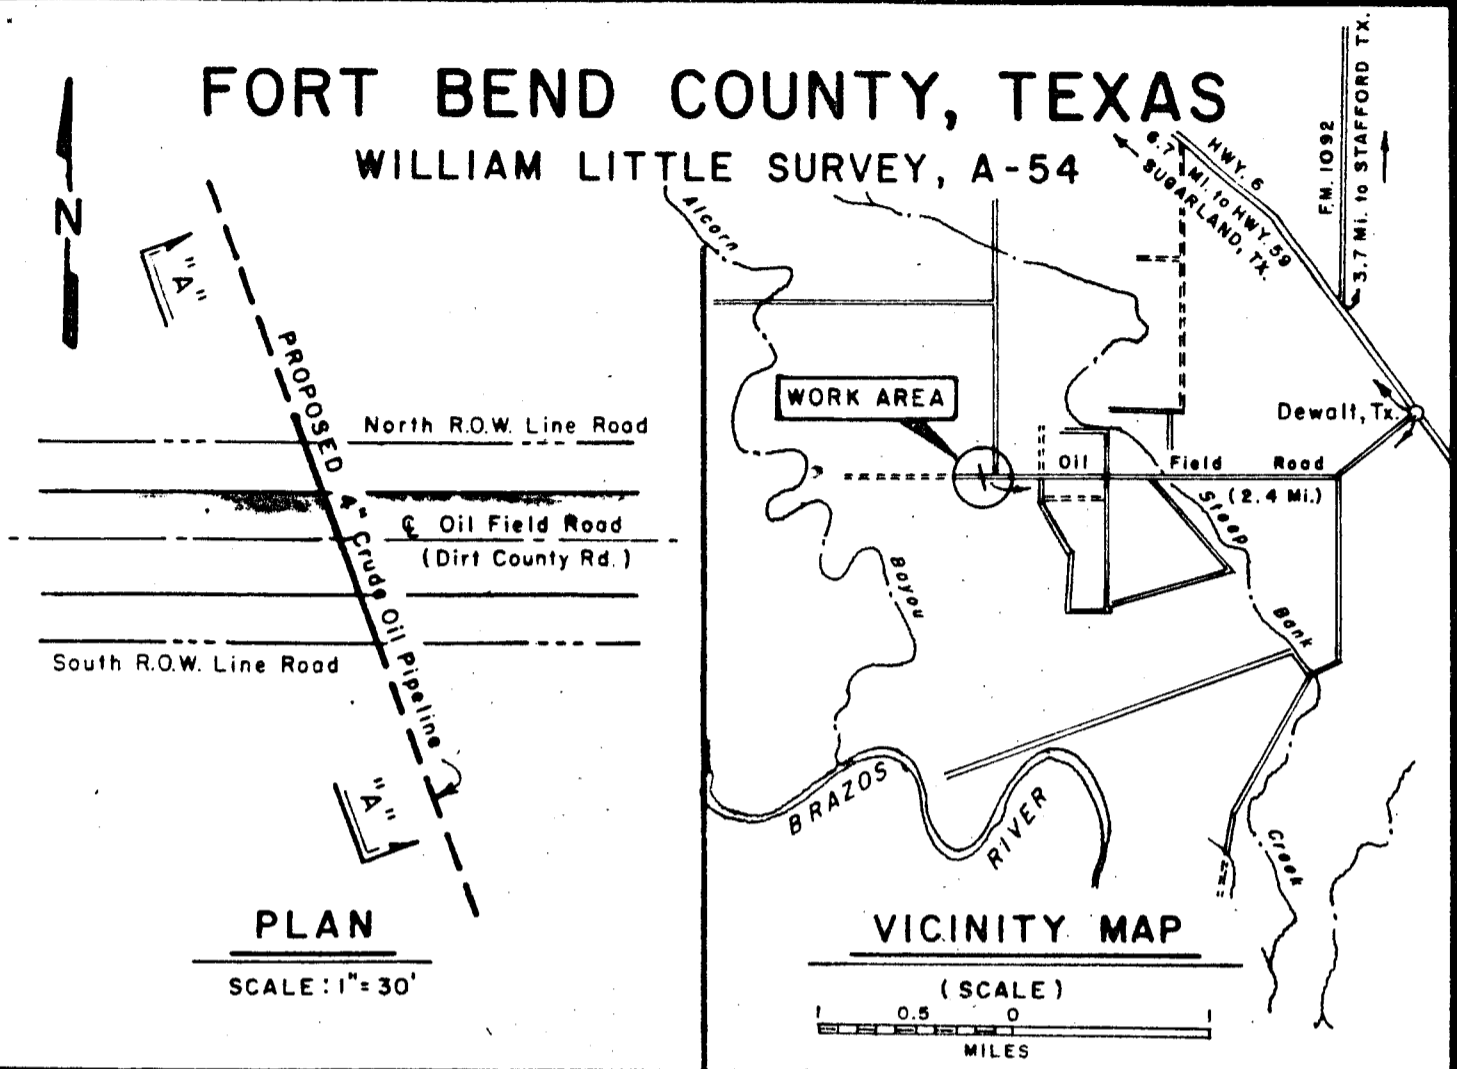 FORT BEND COUNTY, TEXAS
WILLIAM LITTLE SURVEY, A-54
N
"A"
PROPOSED 4" Crude Oil Pipeline
North R.O.W. Line Road
℄ Oil Field Road
(Dirt County Rd.)
South R.O.W. Line Road
"A"
PLAN
SCALE: 1"= 30'
Alcorn
Bayou
HWY. 6
6.7 MI. to HWY. 59
SUGARLAND, TX.
F.M. 1092
3.7 Mi. to STAFFORD TX.
WORK AREA
Dewalt, Tx.
Oil Field Road
(2.4 Mi.)
Steep
Bank
Creek
BRAZOS
RIVER
VICINITY MAP
(SCALE)
1 0.5 0 1
MILES